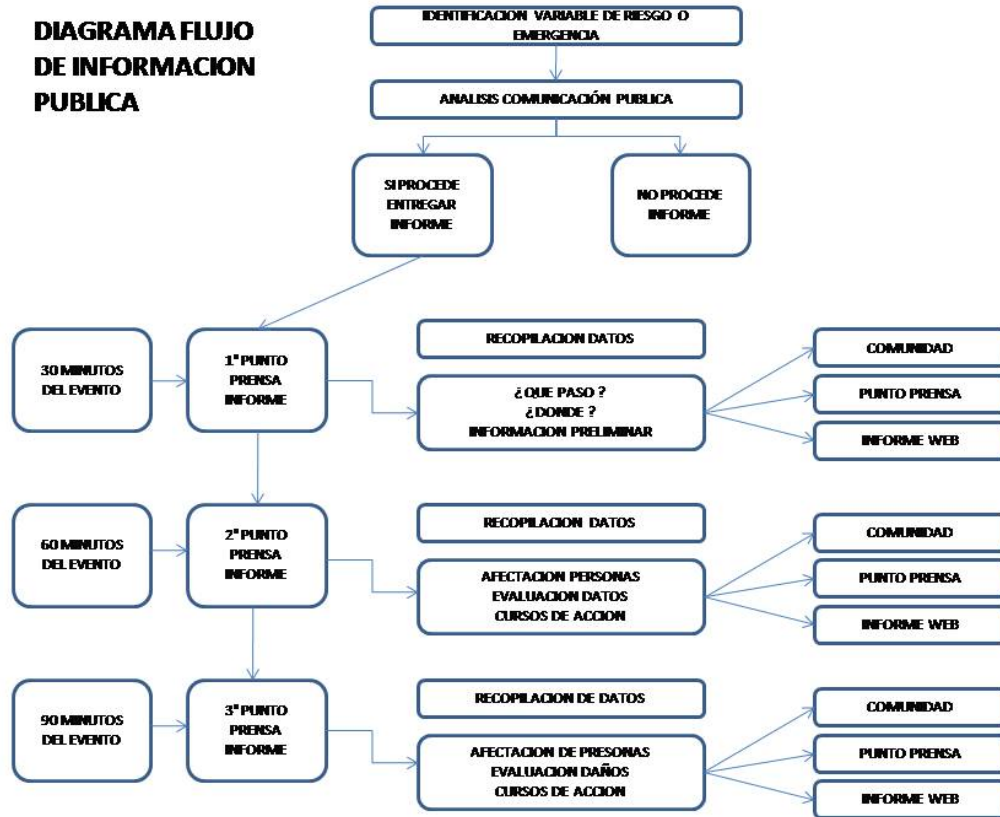 DIAGRAMA FLUJO
DE INFORMACION
PUBLICA
IDENTIFICACION VARIABLE DE RIESGO O
EMERGENCIA
ANALISIS COMUNICACIÓN PUBLICA
SI PROCEDE
ENTREGAR
INFORME
NO PROCEDE
INFORME
30 MINUTOS
DEL EVENTO
1° PUNTO
PRENSA
INFORME
RECOPILACION DATOS
¿QUE PASO ?
¿DONDE ?
INFORMACION PRELIMINAR
COMUNIDAD
PUNTO PRENSA
INFORME WEB
60 MINUTOS
DEL EVENTO
2° PUNTO
PRENSA
INFORME
RECOPILACION DATOS
AFECTACION PERSONAS
EVALUACION DATOS
CURSOS DE ACCION
COMUNIDAD
PUNTO PRENSA
INFORME WEB
90 MINUTOS
DEL EVENTO
3° PUNTO
PRENSA
INFORME
RECOPILACION DE DATOS
AFECTACION DE PRESONAS
EVALUACION DAÑOS
CURSOS DE ACCION
COMUNIDAD
PUNTO PRENSA
INFORME WEB